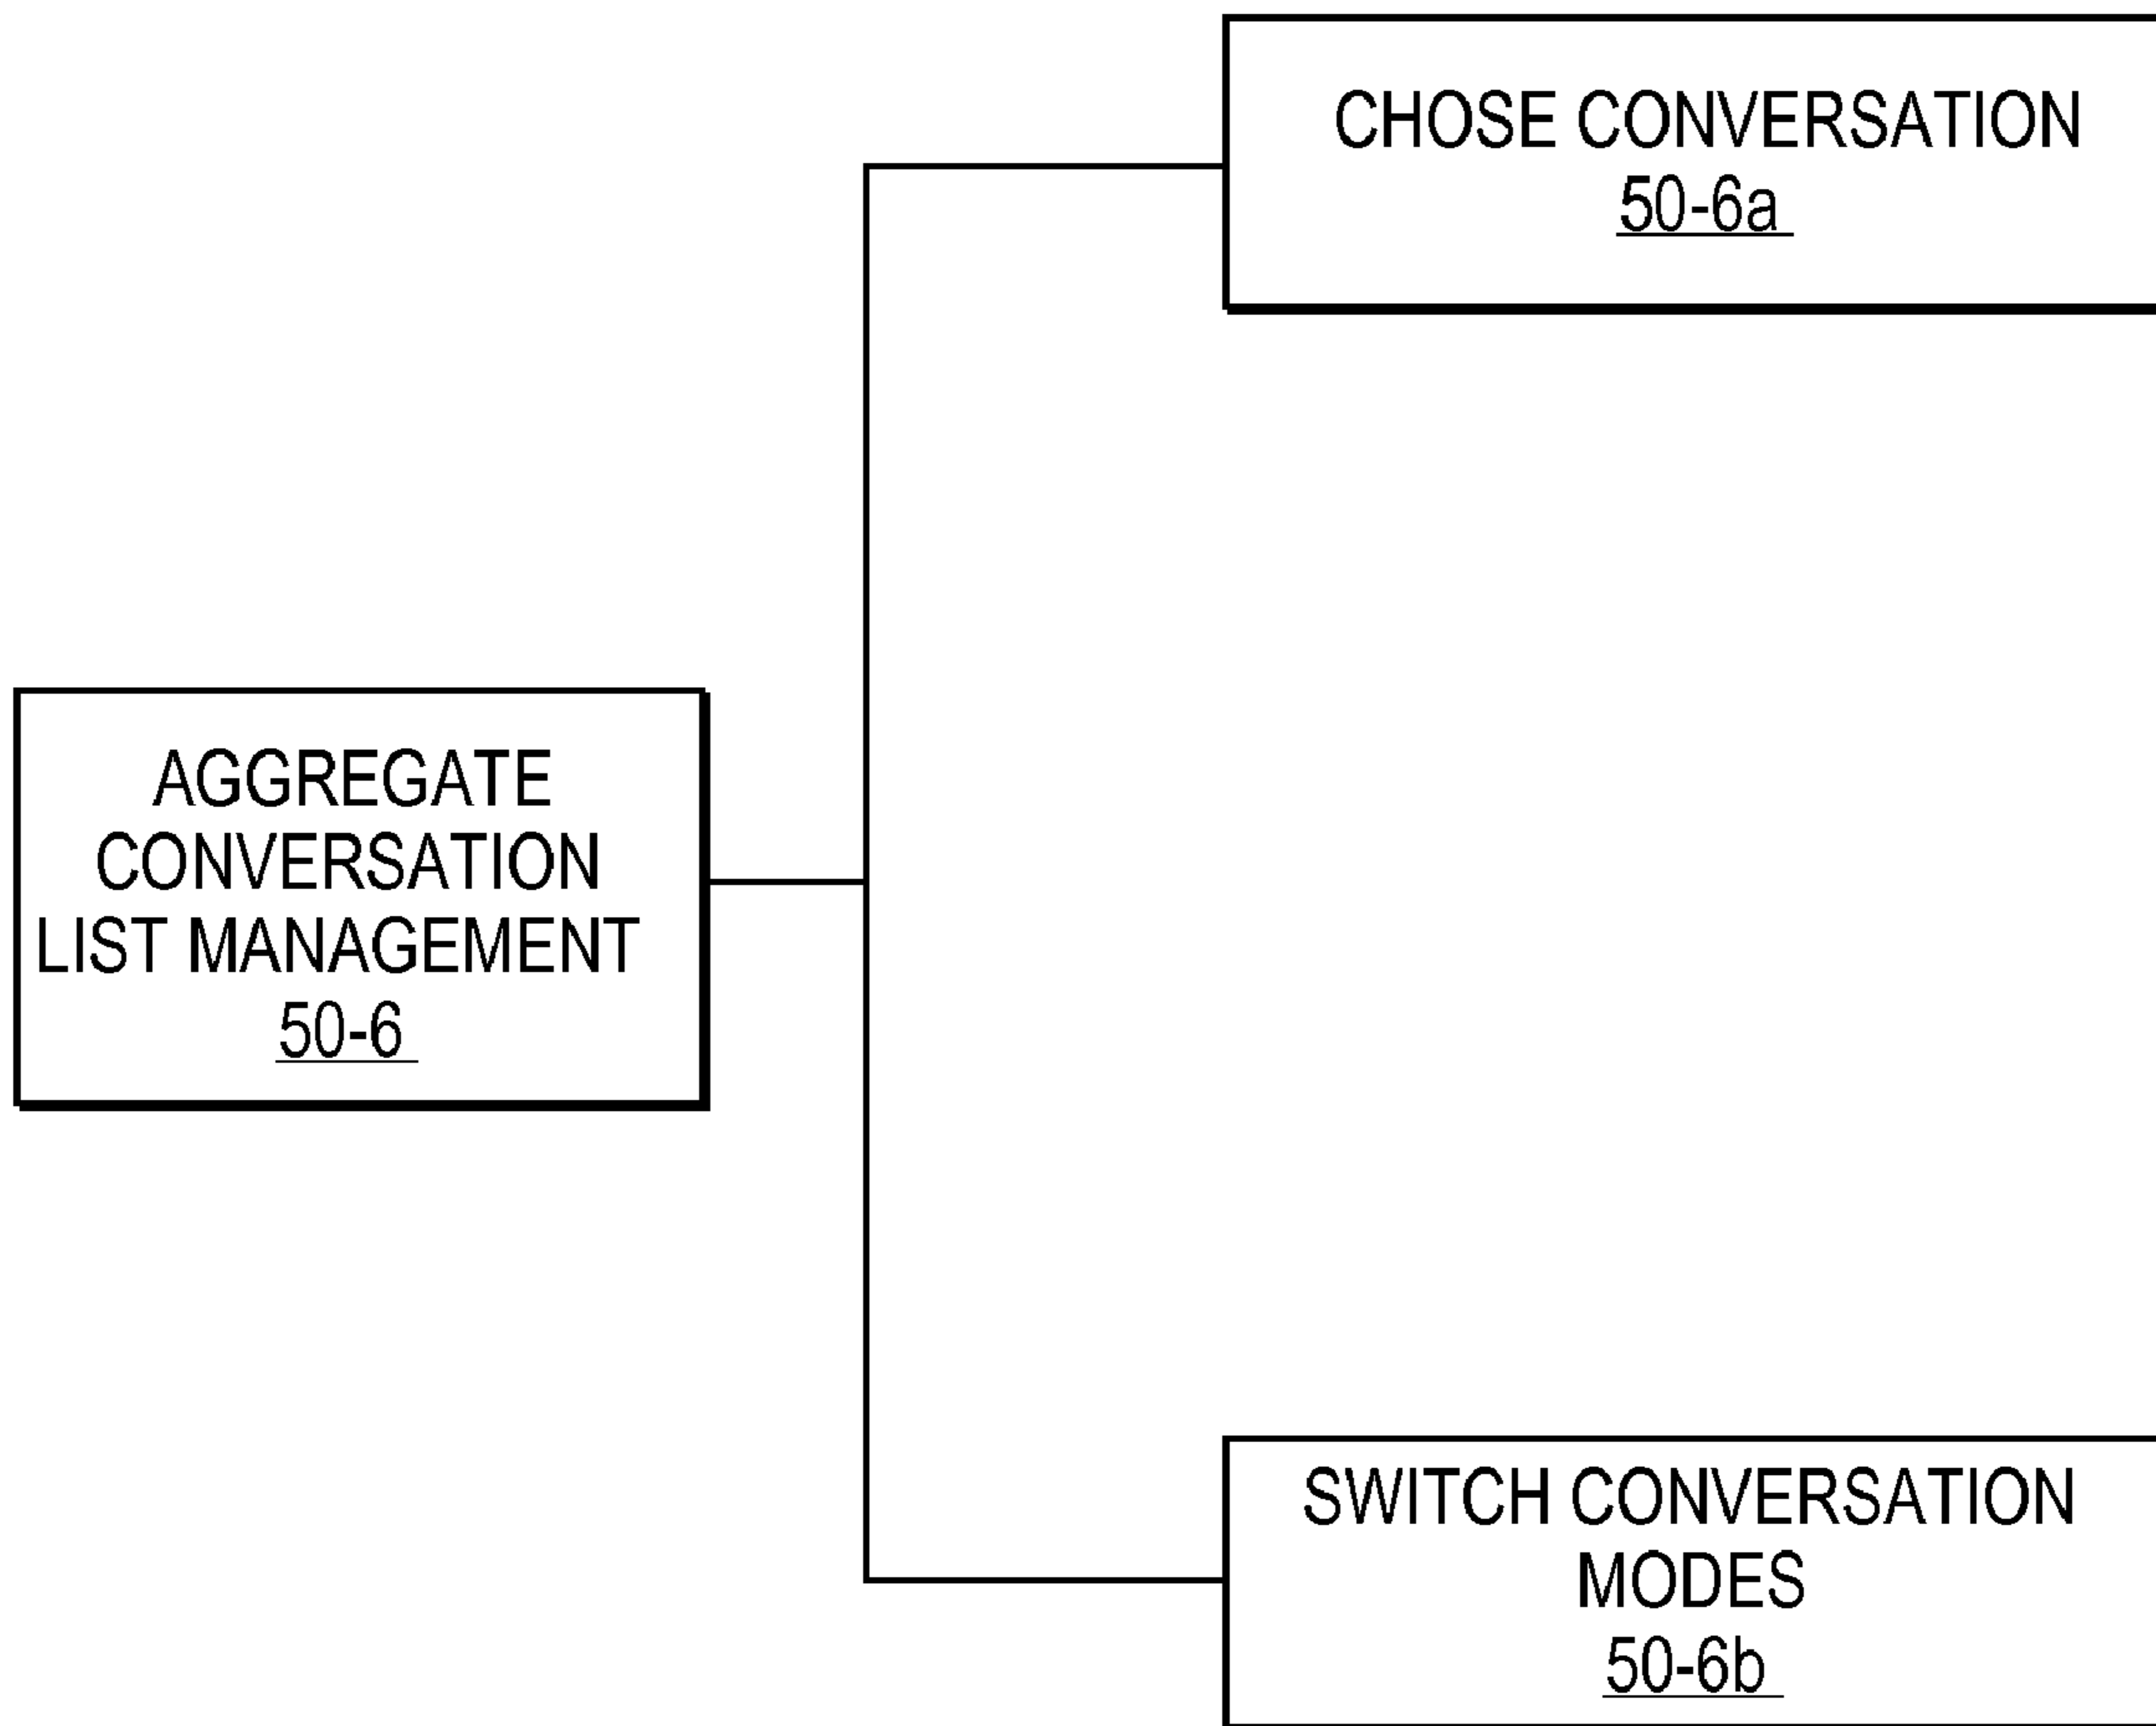 CHOSE CONVERSATION
50-6a
AGGREGATE
CONVERSATION
LIST MANAGEMENT
50-6
SWITCH CONVERSATION
MODES
50-6b